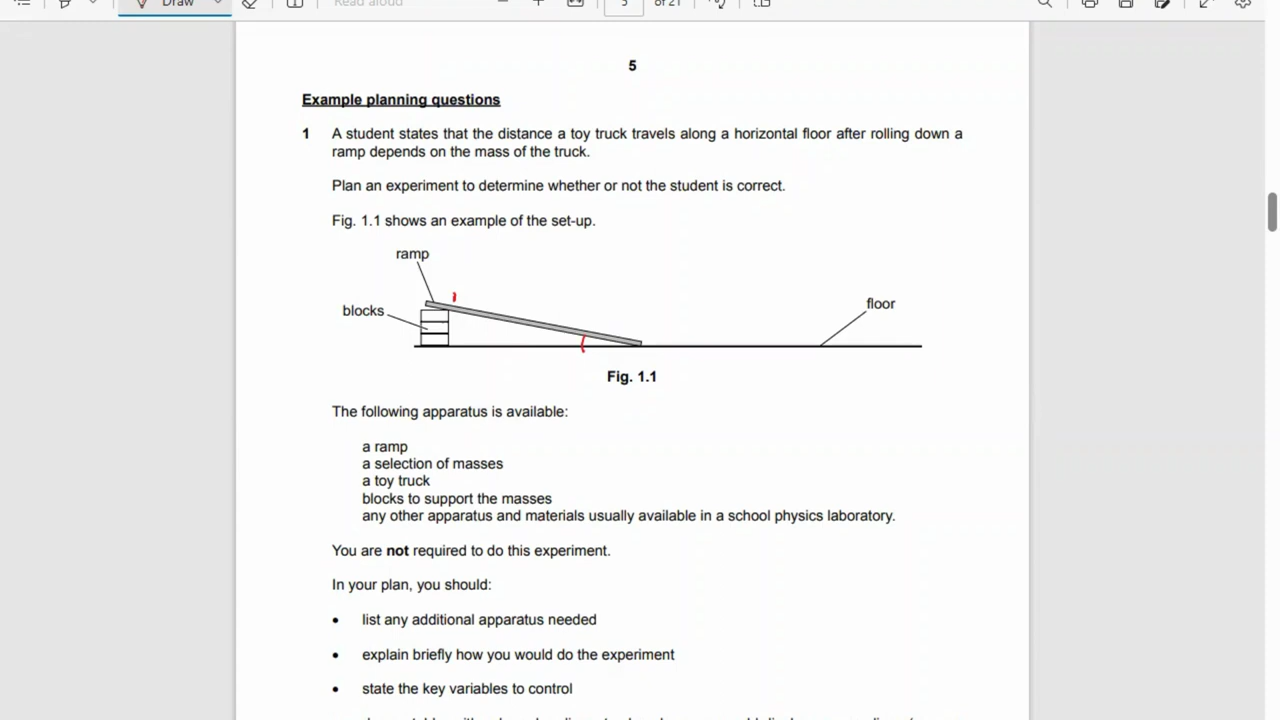 Draw
Read aloud
of 21
5
Example planning questions
1 A student states that the distance a toy truck travels along a horizontal floor after rolling down a
ramp depends on the mass of the truck.
Plan an experiment to determine whether or not the student is correct.
Fig. 1.1 shows an example of the set-up.
ramp
blocks
floor
Fig. 1.1
The following apparatus is available:
a ramp
a selection of masses
a toy truck
blocks to support the masses
any other apparatus and materials usually available in a school physics laboratory.
You are not required to do this experiment.
In your plan, you should:
• list any additional apparatus needed
• explain briefly how you would do the experiment
• state the key variables to control